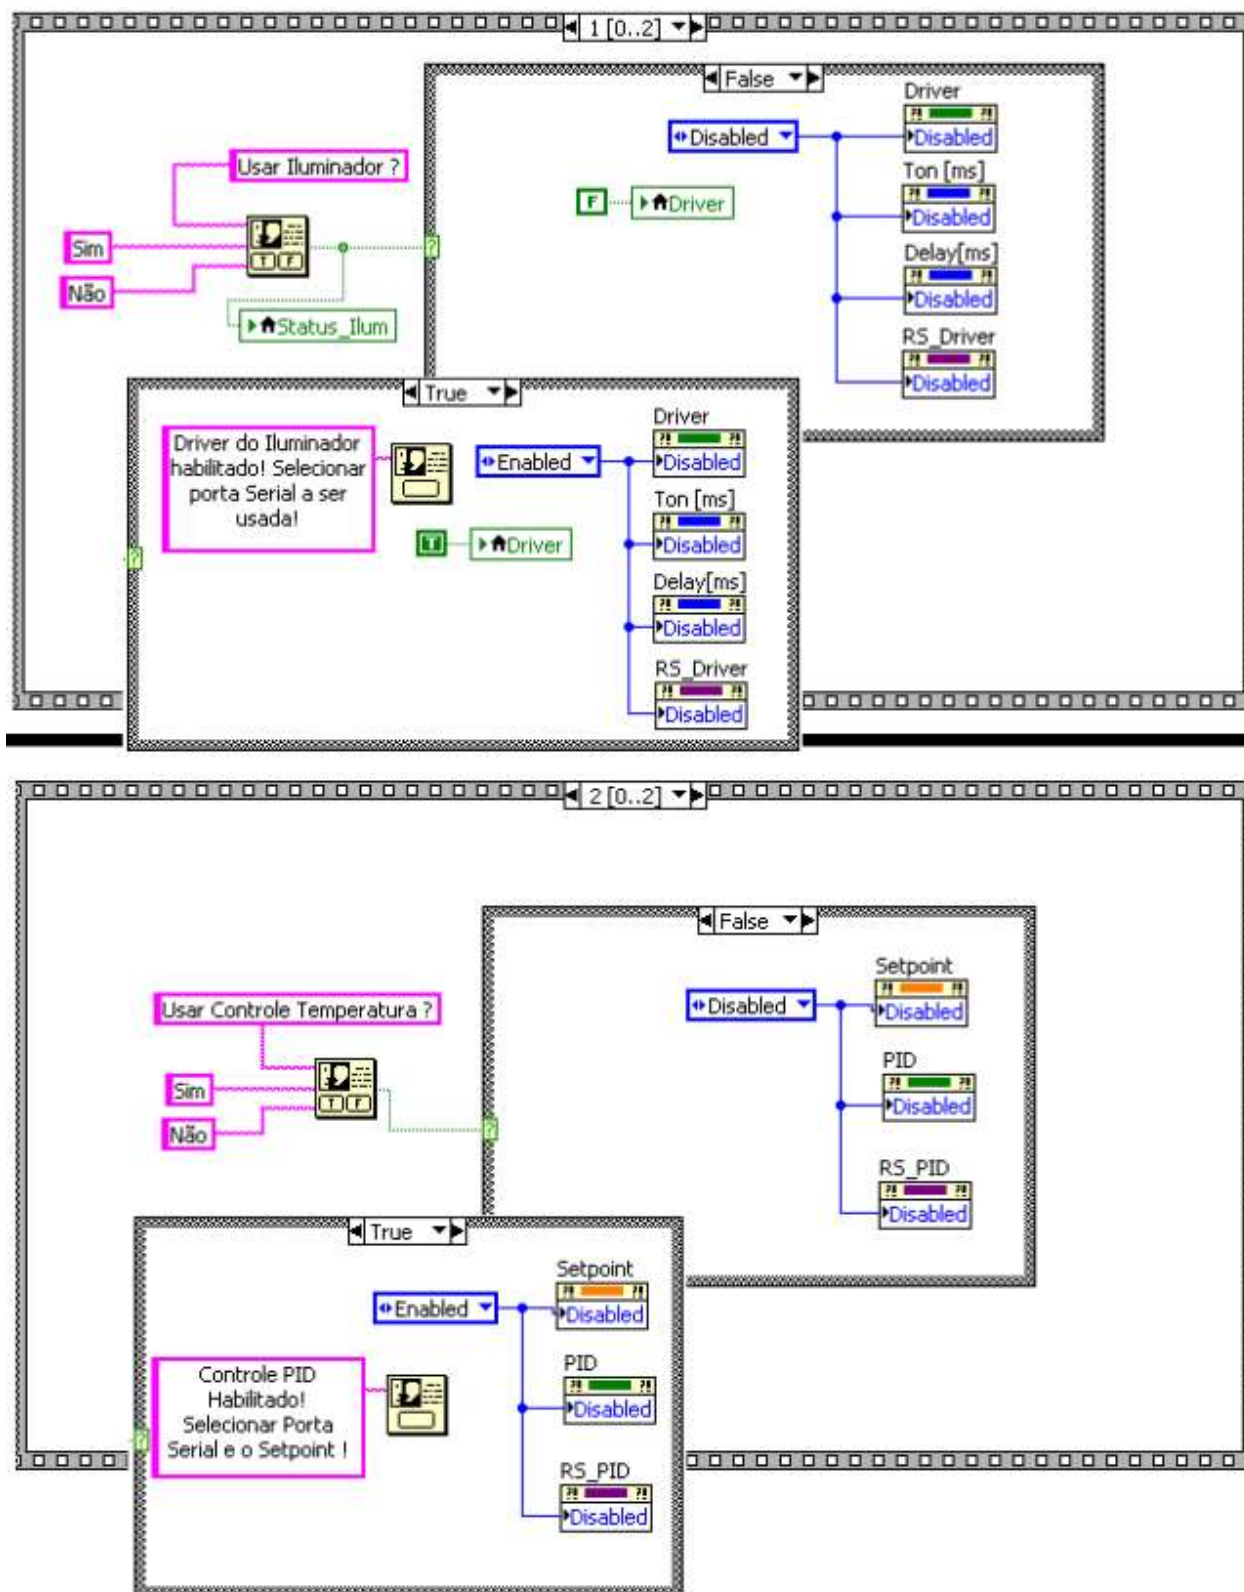 1 [0..2]
False
Driver
Disabled
Disabled
Usar Iluminador ?
Ton [ms]
F
Driver
Disabled
Sim
Delay[ms]
Não
Disabled
Status_Ilum
RS_Driver
Disabled
True
Driver
Driver do Iluminador
habilitado! Selecionar
porta Serial a ser
usada!
Enabled
Disabled
Ton [ms]
T
Driver
Disabled
Delay[ms]
Disabled
RS_Driver
Disabled
T F
2 [0..2]
False
Setpoint
Usar Controle Temperatura ?
Disabled
Disabled
PID
Sim
T F
Disabled
Não
RS_PID
Disabled
True
Setpoint
Enabled
Disabled
Controle PID
Habilitado!
Selecionar Porta
Serial e o Setpoint !
PID
Disabled
RS_PID
Disabled